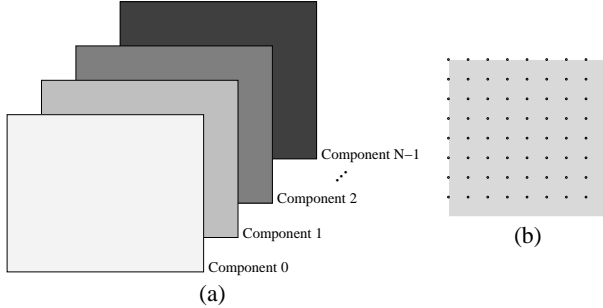 Component N−1
Component 2
Component 1
Component 0
(a)
(b)